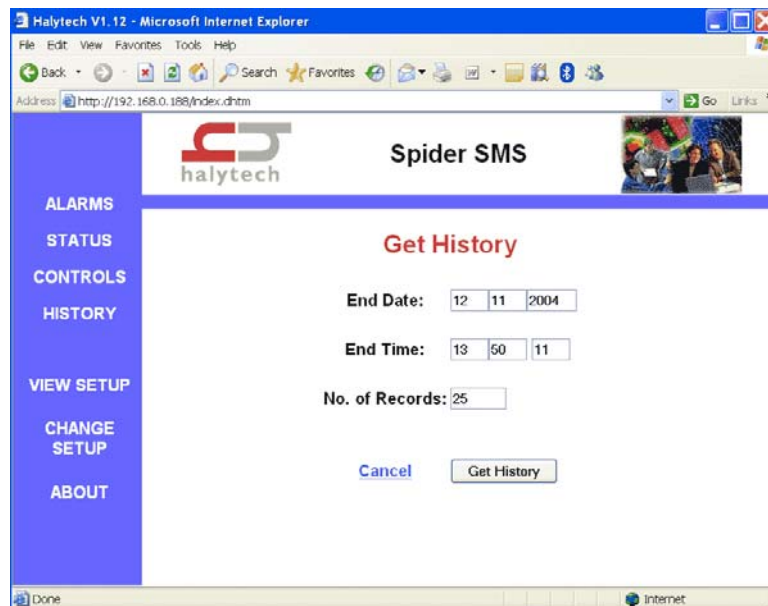 Halytech V1.12 - Microsoft Internet Explorer
File Edit View Favorites Tools Help
Back Search Favorites
Address http://192.168.0.188/index.dhtm Go Links
halytech
Spider SMS
ALARMS
STATUS
CONTROLS
HISTORY
VIEW SETUP
CHANGE
SETUP
ABOUT
Get History
End Date: 12 11 2004
End Time: 13 50 11
No. of Records: 25
Cancel Get History
Done Internet